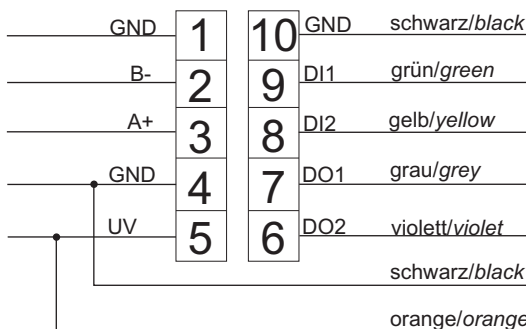 GND 1 10 GND schwarz/black
B- 2 9 DI1 grün/green
A+ 3 8 DI2 gelb/yellow
GND 4 7 DO1 grau/grey
UV 5 6 DO2 violett/violet
schwarz/black
orange/orange